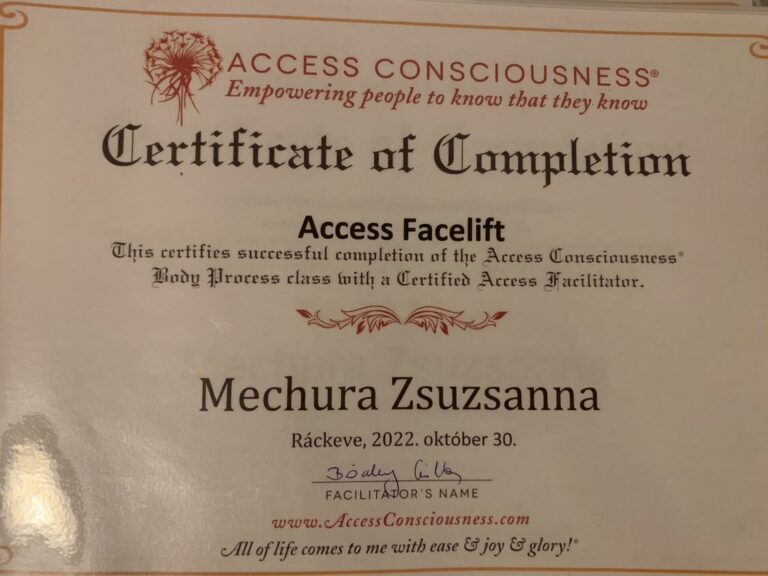 ACCESS CONSCIOUSNESS®
Empowering people to know that they know
Certificate of Completion
Access Facelift
This certifies successful completion of the Access Consciousness®
Body Process class with a Certified Access Facilitator.
Mechura Zsuzsanna
Ráckeve, 2022. október 30.
FACILITATOR'S NAME
www.AccessConsciousness.com
All of life comes to me with ease & joy & glory!®